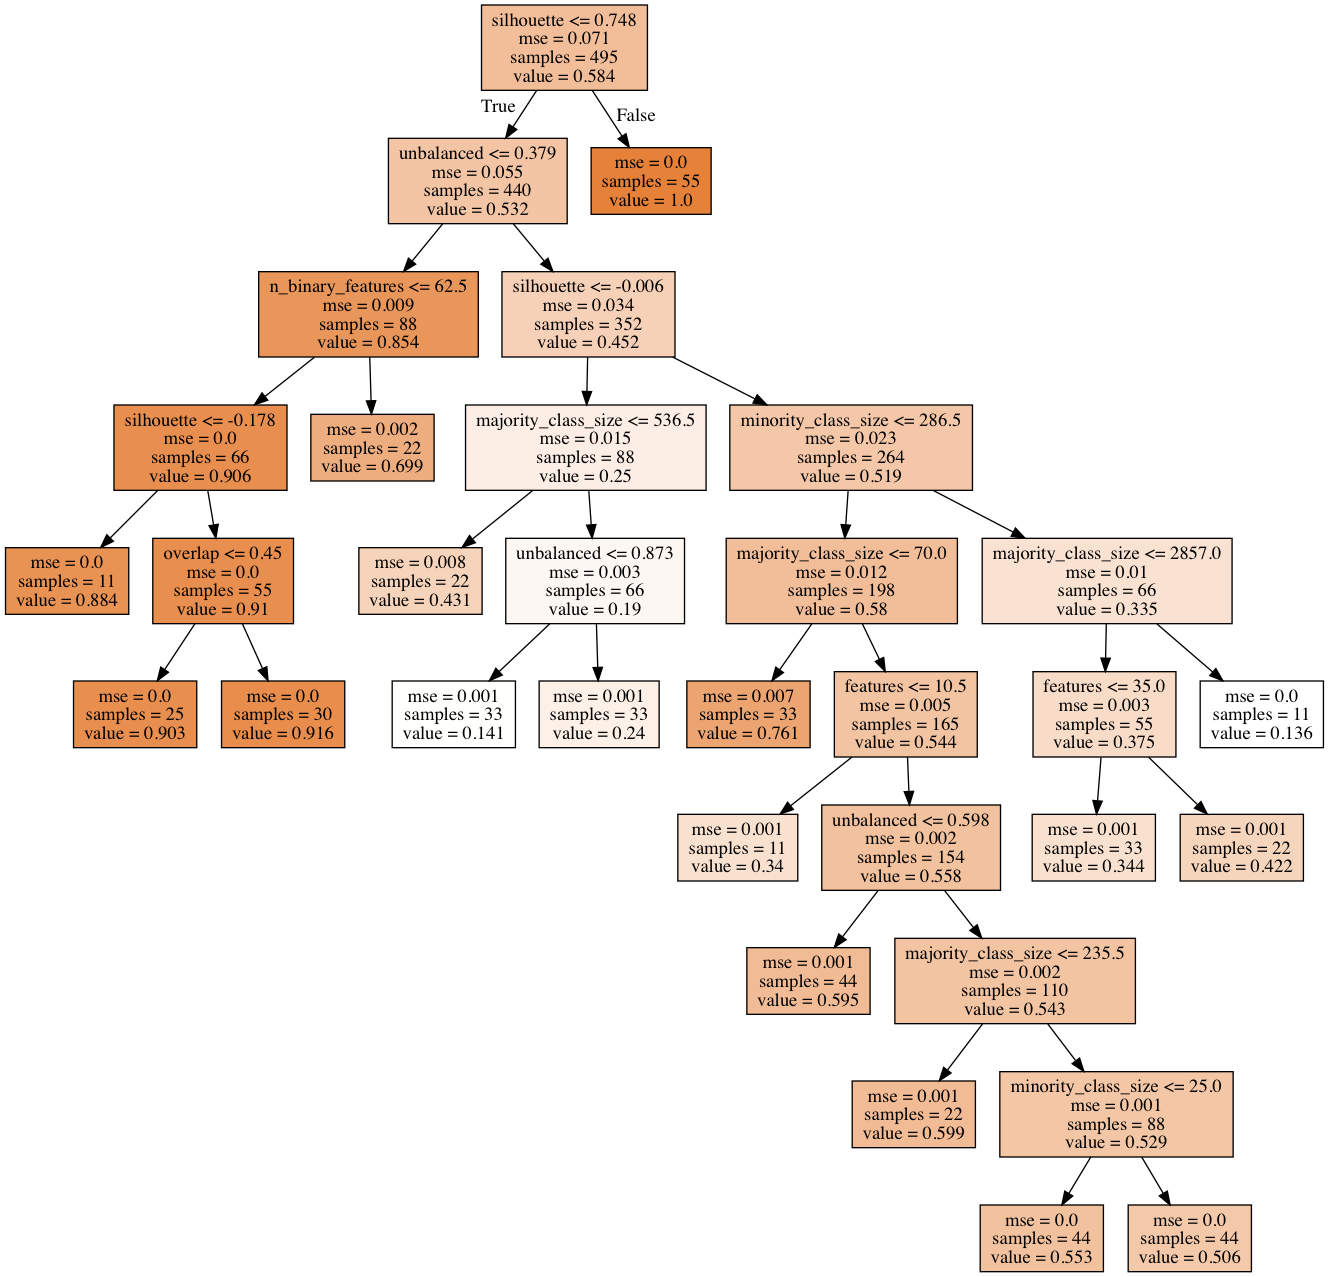 silhouette <= 0.748
mse = 0.071
samples = 495
value = 0.584
True
False
unbalanced <= 0.379
mse = 0.055
samples = 440
value = 0.532
mse = 0.0
samples = 55
value = 1.0
n_binary_features <= 62.5
mse = 0.009
samples = 88
value = 0.854
silhouette <= -0.006
mse = 0.034
samples = 352
value = 0.452
silhouette <= -0.178
mse = 0.0
samples = 66
value = 0.906
mse = 0.002
samples = 22
value = 0.699
majority_class_size <= 536.5
mse = 0.015
samples = 88
value = 0.25
minority_class_size <= 286.5
mse = 0.023
samples = 264
value = 0.519
mse = 0.0
samples = 11
value = 0.884
overlap <= 0.45
mse = 0.0
samples = 55
value = 0.91
mse = 0.008
samples = 22
value = 0.431
unbalanced <= 0.873
mse = 0.003
samples = 66
value = 0.19
majority_class_size <= 70.0
mse = 0.012
samples = 198
value = 0.58
majority_class_size <= 2857.0
mse = 0.01
samples = 66
value = 0.335
mse = 0.0
samples = 25
value = 0.903
mse = 0.0
samples = 30
value = 0.916
mse = 0.001
samples = 33
value = 0.141
mse = 0.001
samples = 33
value = 0.24
mse = 0.007
samples = 33
value = 0.761
features <= 10.5
mse = 0.005
samples = 165
value = 0.544
features <= 35.0
mse = 0.003
samples = 55
value = 0.375
mse = 0.0
samples = 11
value = 0.136
mse = 0.001
samples = 11
value = 0.34
unbalanced <= 0.598
mse = 0.002
samples = 154
value = 0.558
mse = 0.001
samples = 33
value = 0.344
mse = 0.001
samples = 22
value = 0.422
mse = 0.001
samples = 44
value = 0.595
majority_class_size <= 235.5
mse = 0.002
samples = 110
value = 0.543
mse = 0.001
samples = 22
value = 0.599
minority_class_size <= 25.0
mse = 0.001
samples = 88
value = 0.529
mse = 0.0
samples = 44
value = 0.553
mse = 0.0
samples = 44
value = 0.506